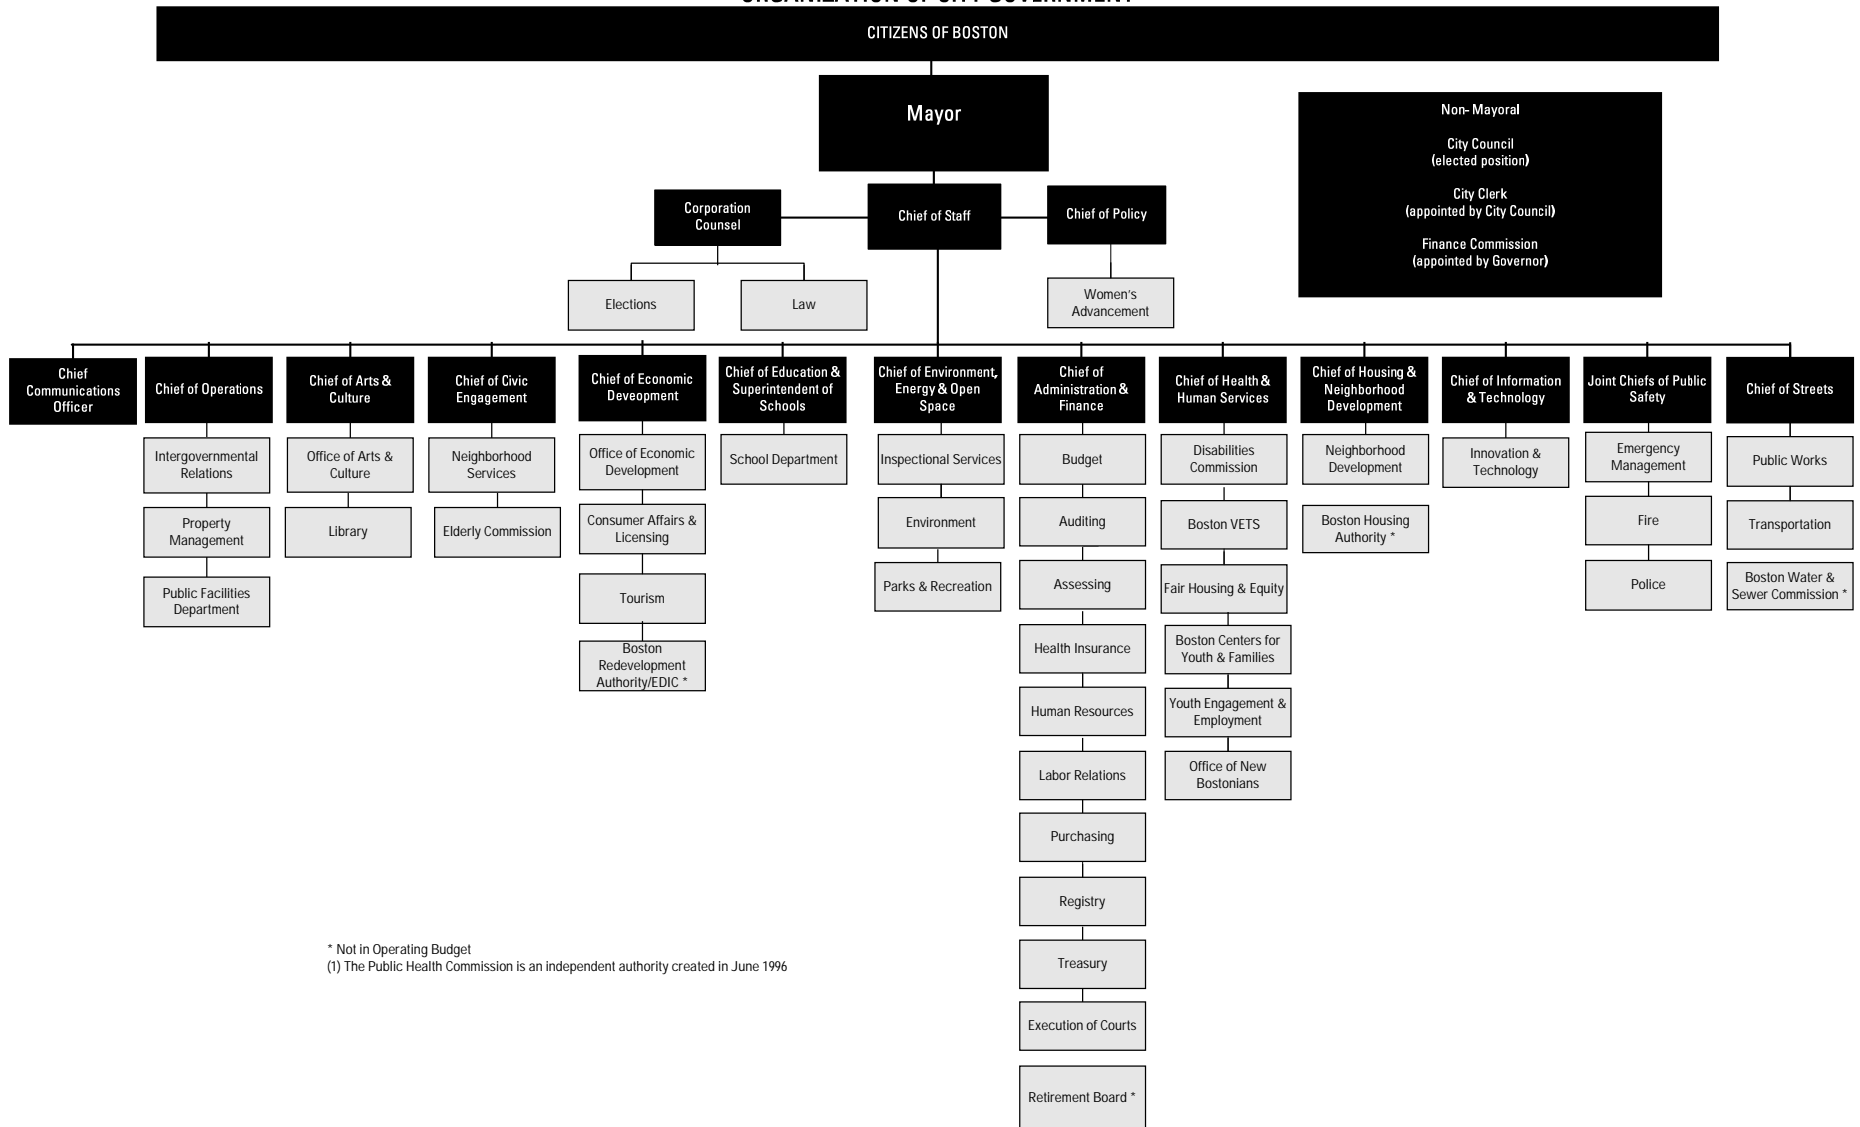 ORGANIZATION OF CITY GOVERNMENT
CITIZENS OF BOSTON
Mayor
Non- Mayoral
City Council
(elected position)
City Clerk
(appointed by City Council)
Finance Commission
(appointed by Governor)
Corporation
Counsel
Chief of Staff
Chief of Policy
Elections
Law
Women's
Advancement
Chief
Communications
Officer
Chief of Operations
Intergovernmental
Relations
Property
Management
Public Facilities
Department
Chief of Arts &
Culture
Office of Arts &
Culture
Library
Chief of Civic
Engagement
Neighborhood
Services
Elderly Commission
Chief of Economic
Deveopment
Office of Economic
Development
Consumer Affairs &
Licensing
Tourism
Boston
Redevelopment
Authority/EDIC *
Chief of Education &
Superintendent of
Schools
School Department
Chief of Environment,
Energy & Open
Space
Inspectional Services
Environment
Parks & Recreation
Chief of
Administration &
Finance
Budget
Auditing
Assessing
Health Insurance
Human Resources
Labor Relations
Purchasing
Registry
Treasury
Execution of Courts
Retirement Board *
Chief of Health &
Human Services
Disabilities
Commission
Boston VETS
Fair Housing & Equity
Boston Centers for
Youth & Families
Youth Engagement &
Employment
Office of New
Bostonians
Chief of Housing &
Neighborhood
Development
Neighborhood
Development
Boston Housing
Authority *
Chief of Information
& Technology
Innovation &
Technology
Joint Chiefs of Public
Safety
Emergency
Management
Fire
Police
Chief of Streets
Public Works
Transportation
Boston Water &
Sewer Commission *
* Not in Operating Budget
(1) The Public Health Commission is an independent authority created in June 1996